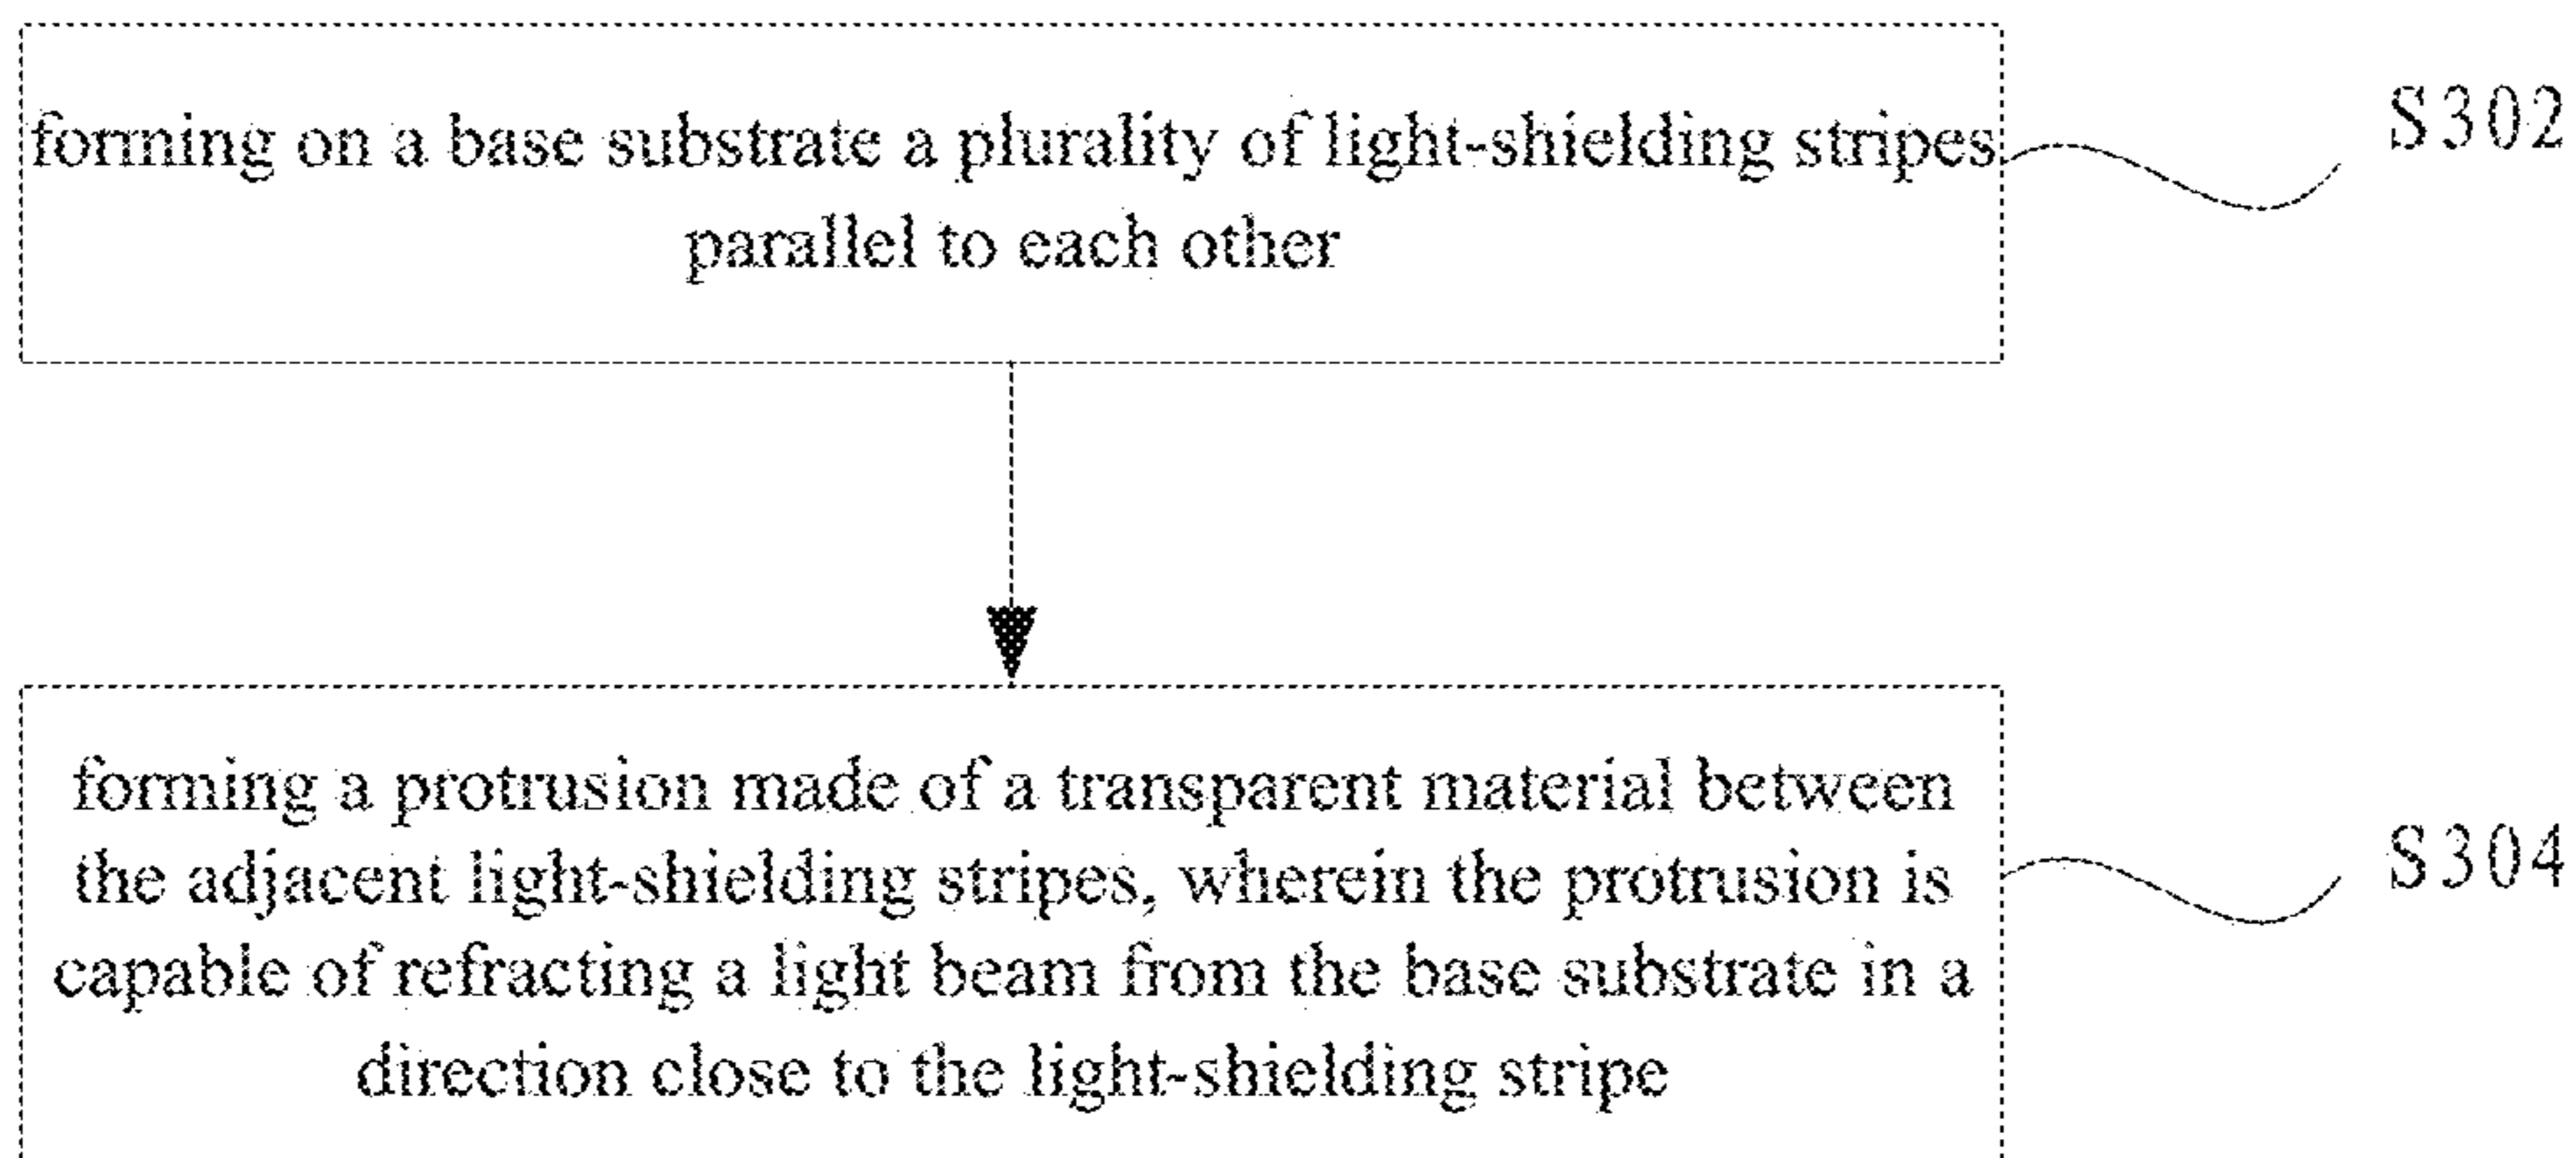 forming on a base substrate a plurality of light-shielding stripes
parallel to each other
S302
forming a protrusion made of a transparent material between
the adjacent light-shielding stripes, wherein the protrusion is
capable of refracting a light beam from the base substrate in a
direction close to the light-shielding stripe
S304